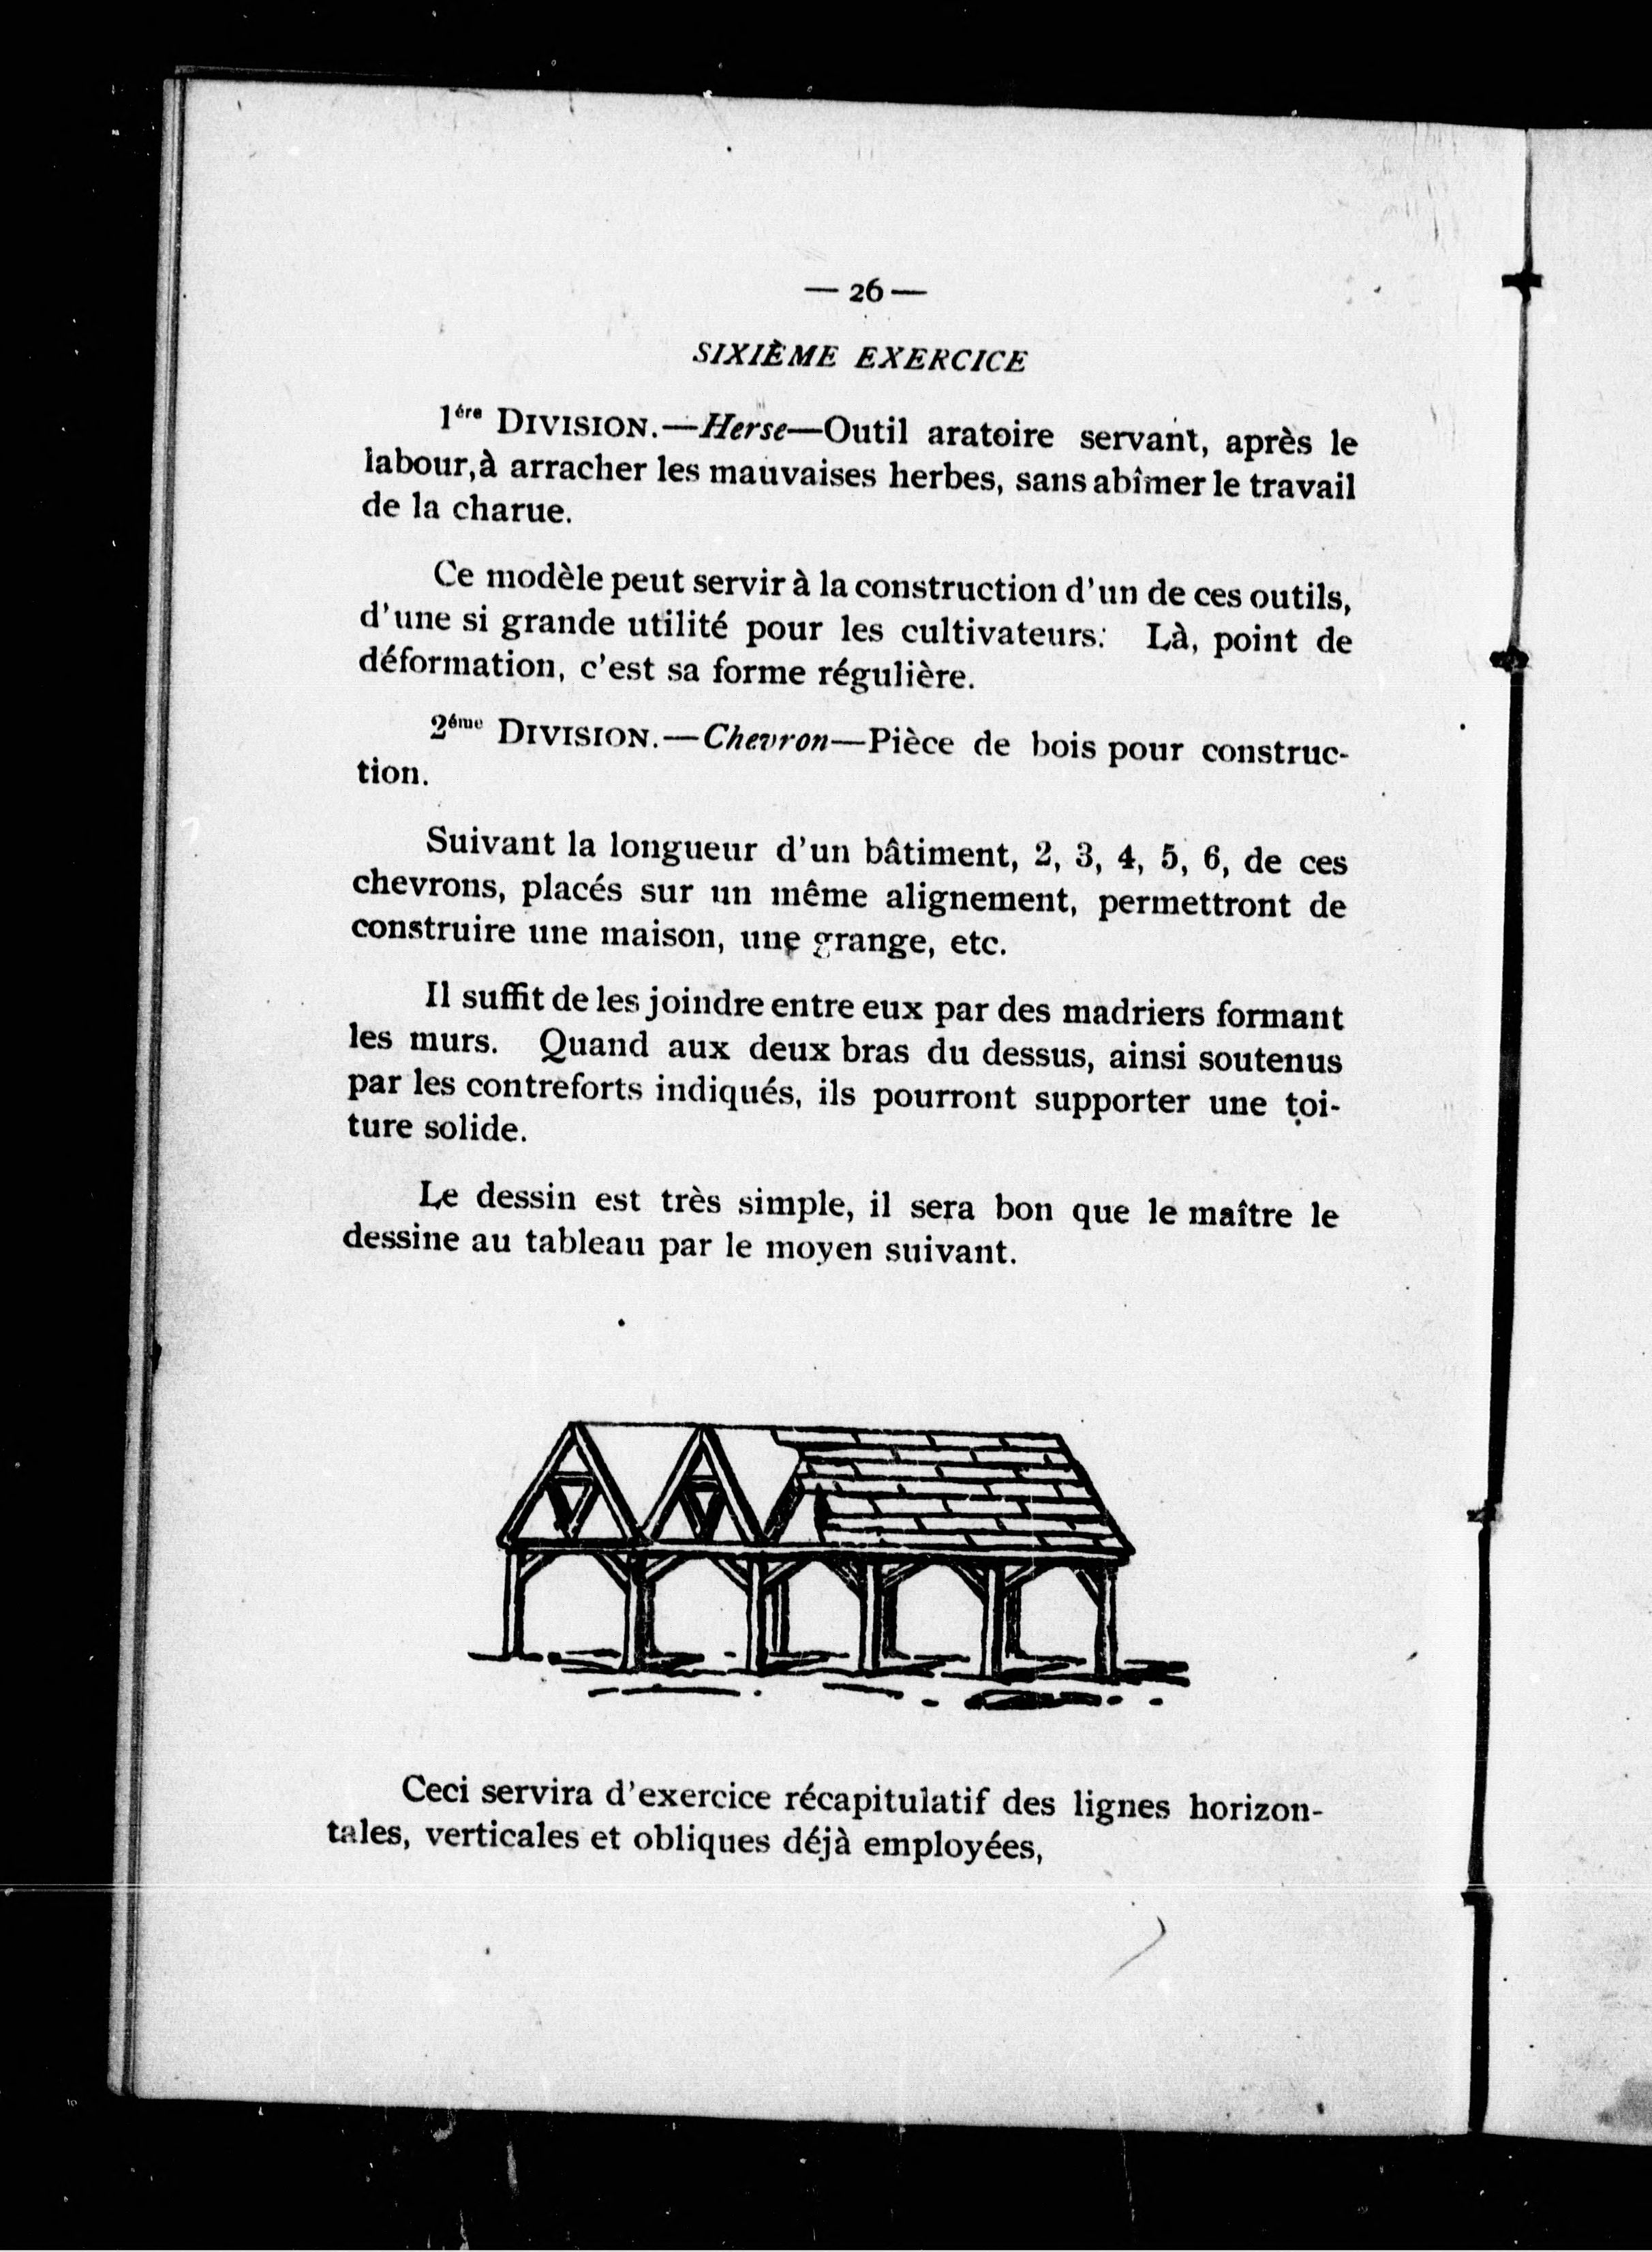 — 26 —
SIXIÈME EXERCICE
1ére DIVISION.—Herse—Outil aratoire servant, après le
labour,à arracher les mauvaises herbes, sans abîmer le travail
de la charue.
Ce modèle peut servir à la construction d'un de ces outils,
d'une si grande utilité pour les cultivateurs. Là, point de
déformation, c'est sa forme régulière.
2éme DIVISION.—Chevron—Pièce de bois pour construc-
tion.
Suivant la longueur d'un bâtiment, 2, 3, 4, 5, 6, de ces
chevrons, placés sur un même alignement, permettront de
construire une maison, une grange, etc.
Il suffit de les joindre entre eux par des madriers formant
les murs. Quand aux deux bras du dessus, ainsi soutenus
par les contreforts indiqués, ils pourront supporter une toi-
ture solide.
Le dessin est très simple, il sera bon que le maître le
dessine au tableau par le moyen suivant.
Ceci servira d'exercice récapitulatif des lignes horizon-
tales, verticales et obliques déjà employées,